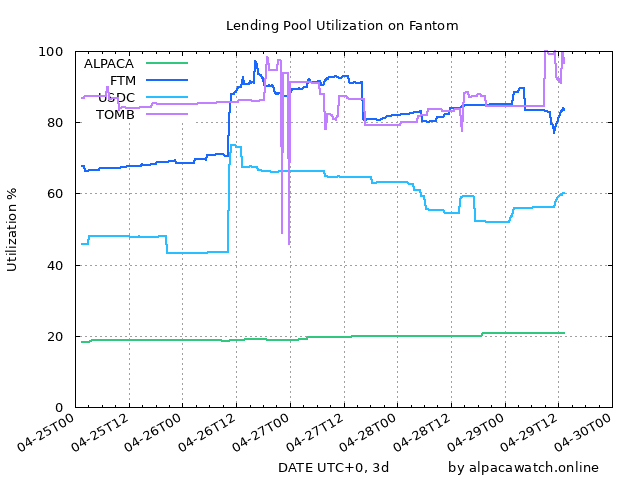 Lending Pool Utilization on Fantom
Utilization %
100
80
60
40
20
0
ALPACA
FTM
USDC
TOMB
04-25T00
04-25T12
04-26T00
04-26T12
04-27T00
04-27T12
04-28T00
04-28T12
04-29T00
04-29T12
04-30T00
DATE UTC+0, 3d
by alpacawatch.online